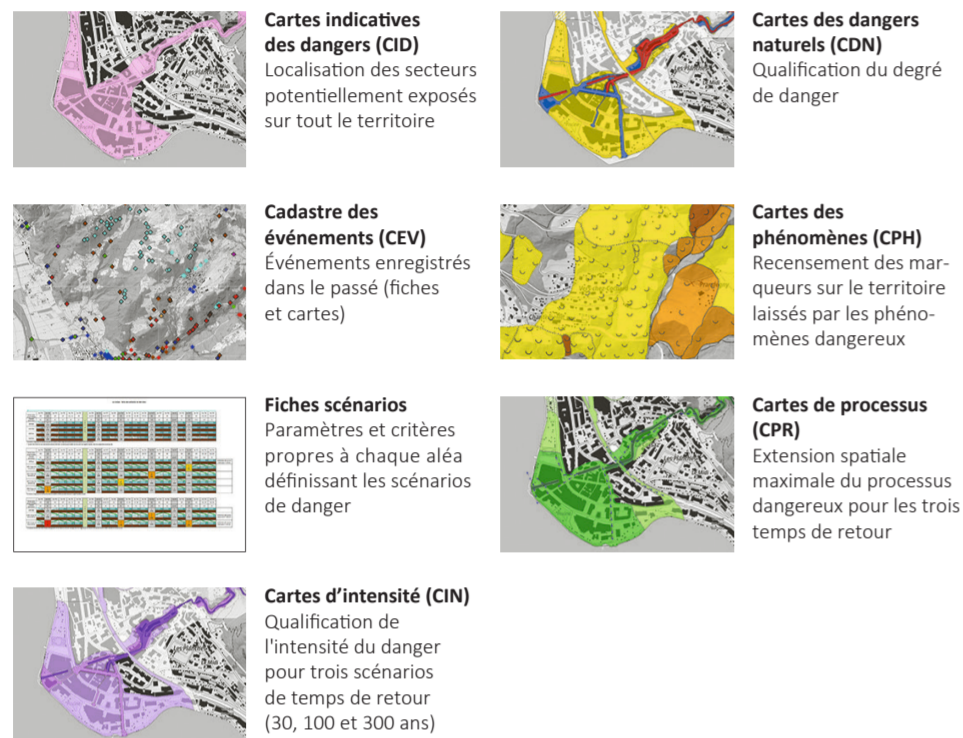 Cartes indicatives
des dangers (CID)
Localisation des secteurs
potentiellement exposés
sur tout le territoire
Cartes des dangers
naturels (CDN)
Qualification du degré
de danger
Cadastre des
événements (CEV)
Événements enregistrés
dans le passé (fiches
et cartes)
Cartes des
phénomènes (CPH)
Recensement des mar-
queurs sur le territoire
laissés par les phéno-
mènes dangereux
Fiches scénarios
Paramètres et critères
propres à chaque aléa
définissant les scénarios
de danger
Cartes de processus
(CPR)
Extension spatiale
maximale du processus
dangereux pour les trois
temps de retour
Cartes d’intensité (CIN)
Qualification de
l'intensité du danger
pour trois scénarios
de temps de retour
(30, 100 et 300 ans)